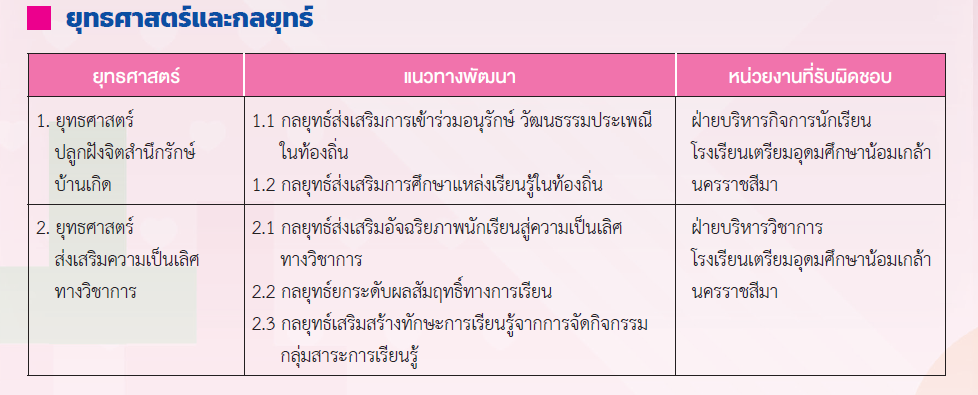 ยุทธศาสตร์และกลยุทธ์
ยุทธศาสตร์ แนวทางพัฒนา หน่วยงานที่รับผิดชอบ
1. ยุทธศาสตร์
ปลูกฝังจิตสำนึกรักษ์
บ้านเกิด
1.1 กลยุทธ์ส่งเสริมการเข้าร่วมอนุรักษ์ วัฒนธรรมประเพณี
ในท้องถิ่น
1.2 กลยุทธ์ส่งเสริมการศึกษาแหล่งเรียนรู้ในท้องถิ่น
ฝ่ายบริหารกิจการนักเรียน
โรงเรียนเตรียมอุดมศึกษาน้อมเกล้า
นครราชสีมา
2. ยุทธศาสตร์
ส่งเสริมความเป็นเลิศ
ทางวิชาการ
2.1 กลยุทธ์ส่งเสริมอัจฉริยภาพนักเรียนสู่ความเป็นเลิศ
ทางวิชาการ
2.2 กลยุทธ์ยกระดับผลสัมฤทธิ์ทางการเรียน
2.3 กลยุทธ์เสริมสร้างทักษะการเรียนรู้จากการจัดกิจกรรม
กลุ่มสาระการเรียนรู้
ฝ่ายบริหารวิชาการ
โรงเรียนเตรียมอุดมศึกษาน้อมเกล้า
นครราชสีมา